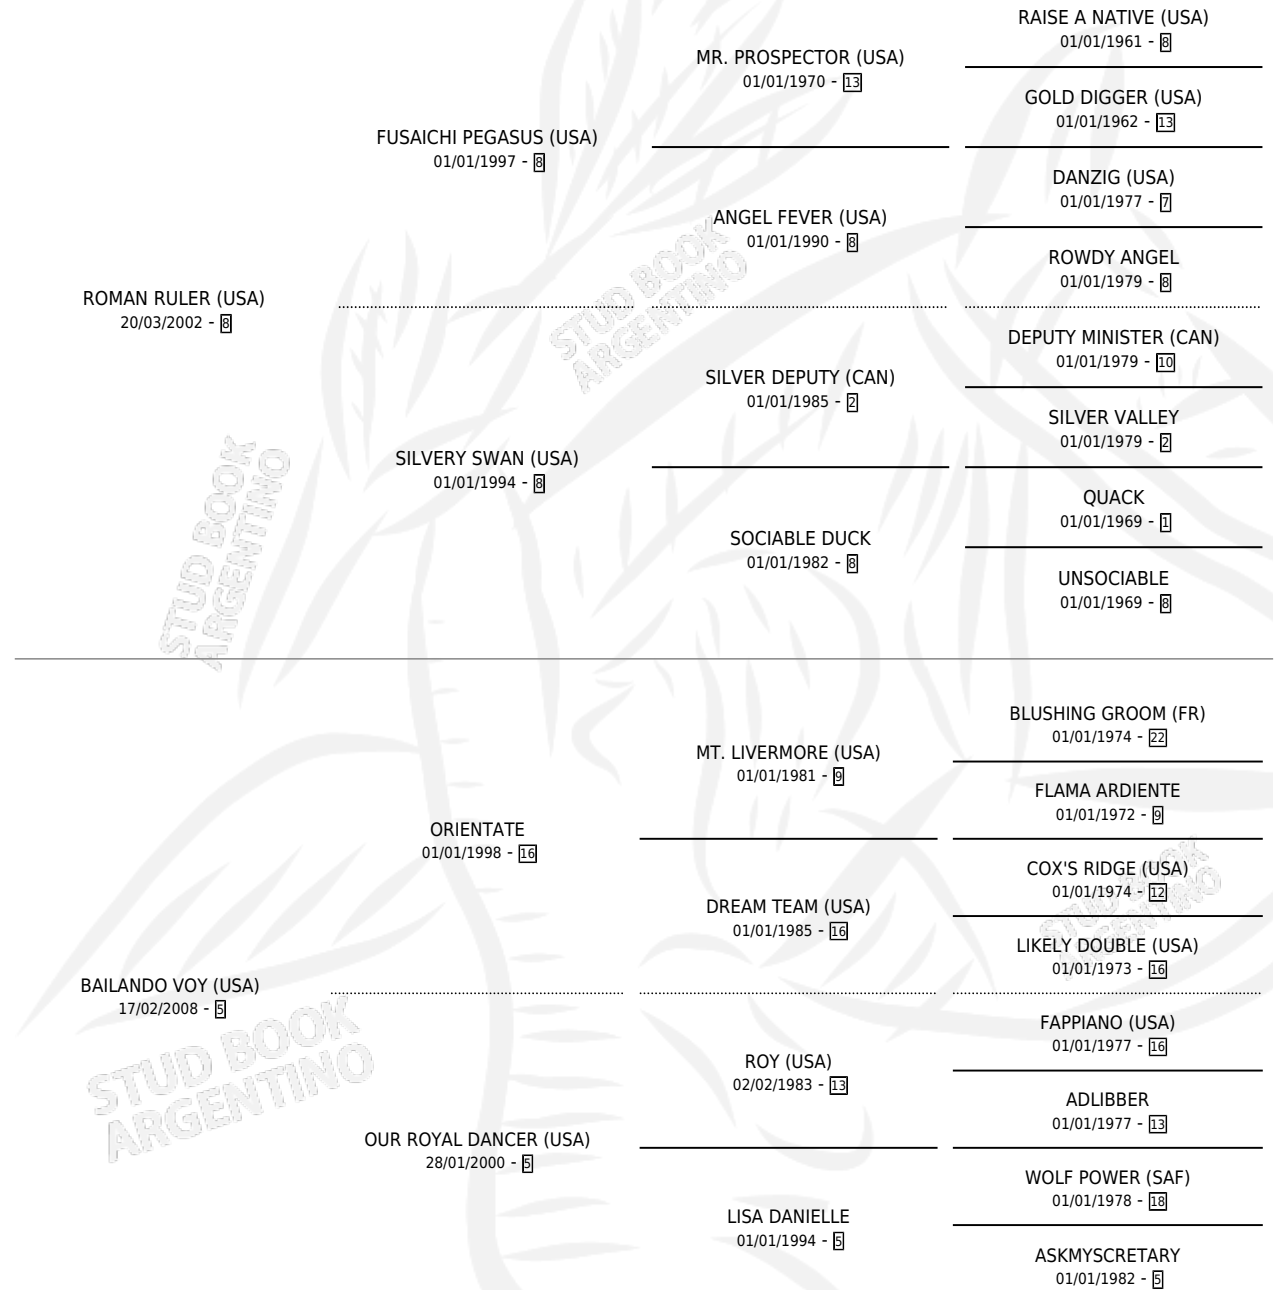 RAISE A NATIVE (USA)
01/01/1961 - 8
MR. PROSPECTOR (USA)
01/01/1970 - 13
GOLD DIGGER (USA)
01/01/1962 - 13
FUSAICHI PEGASUS (USA)
01/01/1997 - 8
DANZIG (USA)
01/01/1977 - 7
ANGEL FEVER (USA)
01/01/1990 - 8
ROWDY ANGEL
01/01/1979 - 8
ROMAN RULER (USA)
20/03/2002 - 8
STUD BOOK
ARGENTINO
DEPUTY MINISTER (CAN)
01/01/1979 - 10
SILVER DEPUTY (CAN)
01/01/1985 - 2
SILVER VALLEY
01/01/1979 - 2
SILVERY SWAN (USA)
01/01/1994 - 8
QUACK
01/01/1969 - 1
SOCIABLE DUCK
01/01/1982 - 8
UNSOCIABLE
01/01/1969 - 8
STUD BOOK
ARGENTINO
BLUSHING GROOM (FR)
01/01/1974 - 22
MT. LIVERMORE (USA)
01/01/1981 - 9
FLAMA ARDIENTE
01/01/1972 - 9
ORIENTATE
01/01/1998 - 16
COX'S RIDGE (USA)
01/01/1974 - 12
DREAM TEAM (USA)
01/01/1985 - 16
STUD BOOK
ARGENTINO
LIKELY DOUBLE (USA)
01/01/1973 - 16
BAILANDO VOY (USA)
17/02/2008 - 5
FAPPIANO (USA)
01/01/1977 - 16
ROY (USA)
02/02/1983 - 13
ADLIBBER
01/01/1977 - 13
STUD BOOK
ARGENTINO
OUR ROYAL DANCER (USA)
28/01/2000 - 5
WOLF POWER (SAF)
01/01/1978 - 18
LISA DANIELLE
01/01/1994 - 5
ASKMYSCRETARY
01/01/1982 - 5